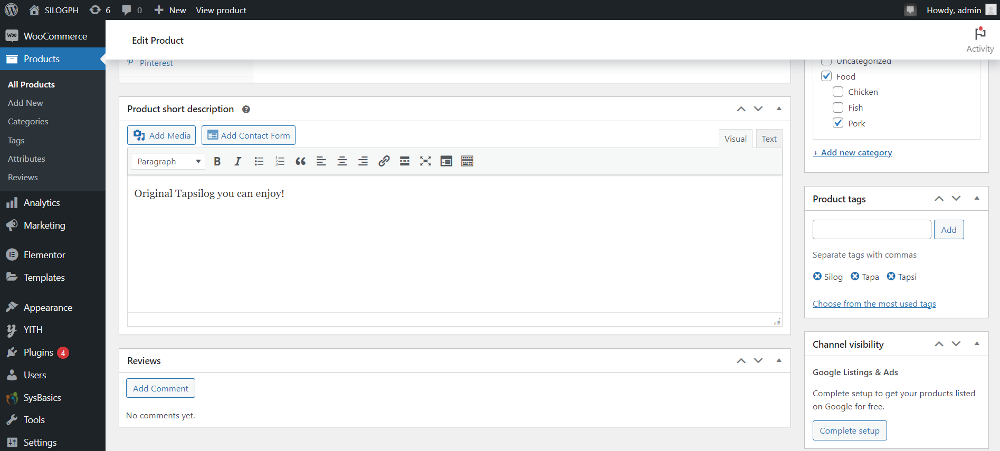 SILOGPH 6 0 New View product Howdy, admin
WooCommerce
Products
All Products
Add New
Categories
Tags
Attributes
Reviews
Analytics
Marketing
Elementor
Templates
Appearance
YITH
Plugins 4
Users
SysBasics
Tools
Settings
Edit Product
Activity
Pinterest
Product short description
Add Media Add Contact Form
Visual Text
Paragraph
Original Tapsilog you can enjoy!
Reviews
Add Comment
No comments yet.
Uncategorized
Food
Chicken
Fish
Pork
+ Add new category
Product tags
Add
Separate tags with commas
Silog Tapa Tapsi
Choose from the most used tags
Channel visibility
Google Listings & Ads
Complete setup to get your products listed
on Google for free.
Complete setup